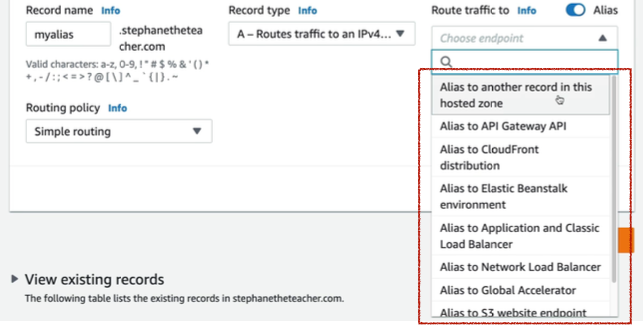 Record name Info
Record type Info
Route traffic to Info
Alias
myalias
.stephanetheteacher.com
A – Routes traffic to an IPv4...
Choose endpoint
Valid characters: a-z, 0-9, ! " # $ % & ' ( ) *
+ , - / : ; < = > ? @ [ \ ] ^ _ ` { | } . ~
Routing policy Info
Simple routing
Alias to another record in this
hosted zone
Alias to API Gateway API
Alias to CloudFront
distribution
Alias to Elastic Beanstalk
environment
Alias to Application and Classic
Load Balancer
Alias to Network Load Balancer
Alias to Global Accelerator
Alias to S3 website endpoint
View existing records
The following table lists the existing records in stephanetheteacher.com.